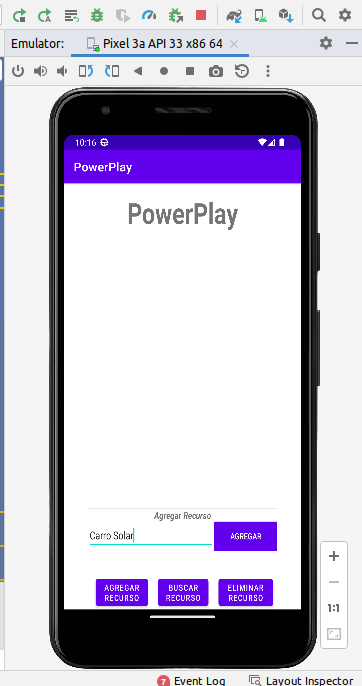 Emulator: Pixel 3a API 33 x86 64
10:16
PowerPlay
PowerPlay
Agregar Recurso
Carro Solar
AGREGAR
AGREGAR
RECURSO
BUSCAR
RECURSO
ELIMINAR
RECURSO
1:1
7 Event Log Layout Inspector